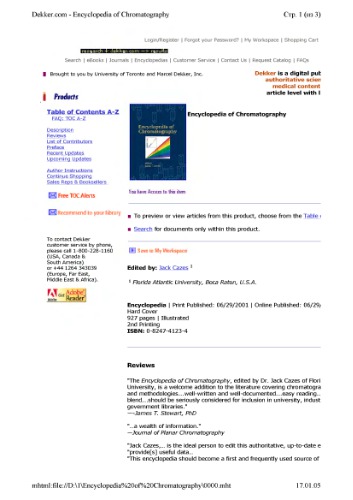 Dekker.com - Encyclopedia of Chromatography
Стр. 1 (из 3)
Login/Register | Forgot your Password? | My Workspace | Shopping Cart
Search | eBooks | Journals | Encyclopedias | Customer Service | Contact Us | Request Catalog | FAQs
Brought to you by University of Toronto and Marcel Dekker, Inc.
Dekker is a digital put
authoritative scien
medical content
article level with l
Products
Table of Contents A-Z
FAQ: TOC A-Z
Description
Reviews
List of Contributors
Preface
Recent Updates
Upcoming Updates
Author Instructions
Continue Shopping
Sales Reps & Bestsellers
Free TOC Alerts
Recommend to your library
To contact Dekker
customer service by phone,
please call 1-800-228-1160
(USA, Canada &
South America)
or +44 1264 343039
(Europe, Far East,
Middle East & Africa).
Get Adobe Reader
Encyclopedia of Chromatography
Encyclopedia of
Chromatography
You have Access to this item
To preview or view articles from this product, choose from the Table
Search for documents only within this product.
Save to My Workspace
Edited by: Jack Cazes 1
1 Florida Atlantic University, Boca Raton, U.S.A.
Encyclopedia | Print Published: 06/29/2001 | Online Published: 06/29/
Hard Cover
927 pages | Illustrated
2nd Printing
ISBN: 0-8247-4123-4
Reviews
"The Encyclopedia of Chromatography, edited by Dr. Jack Cazes of Flori
University, is a welcome addition to the literature covering chromatogra
and methodologies…well-written and well-documented…easy reading..
blend…should be seriously considered for inclusion in university, indust
government libraries."
—James T. Stewart, PhD
"..a wealth of information."
—Journal of Planar Chromatography
"Jack Cazes,.. is the ideal person to edit this authoritative, up-to-date e
"provide[s] useful data..
"This encyclopedia should become a first and frequently used source of
mhtml:file://D:\1\Encyclopedia%20of%20Chromatography\0000.mht
17.01.05